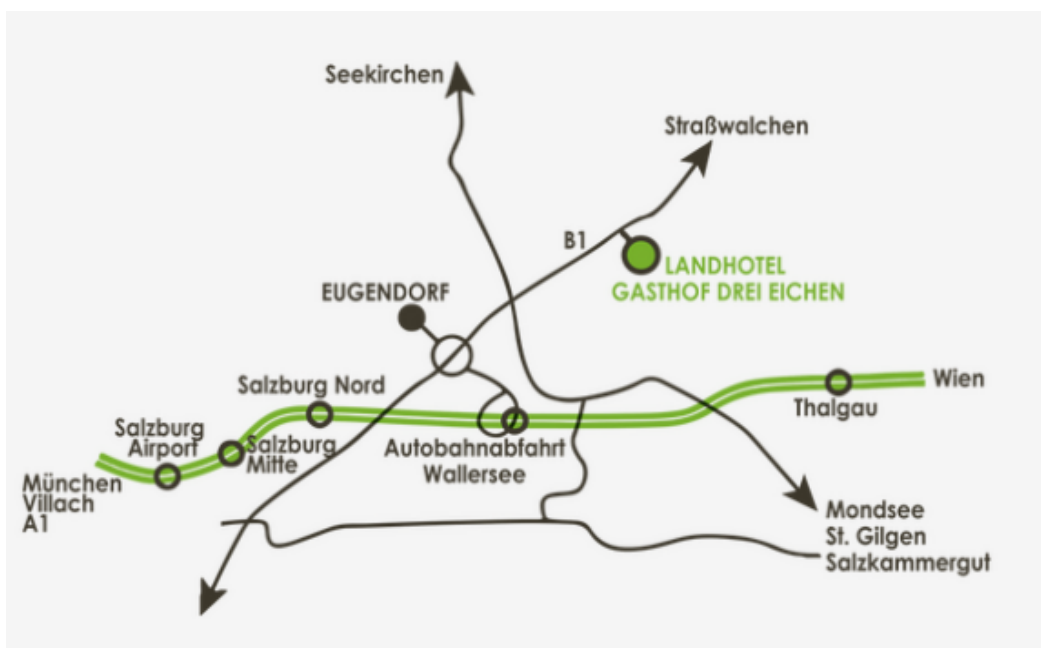 Seekirchen
Straßwalchen
B1
LANDHOTEL
GASTHOF DREI EICHEN
EUGENDORF
Salzburg Nord
Wien
Thalgau
Salzburg
Airport
Salzburg
Mitte
Autobahnabfahrt
Wallersee
München
Villach
A1
Mondsee
St. Gilgen
Salzkammergut